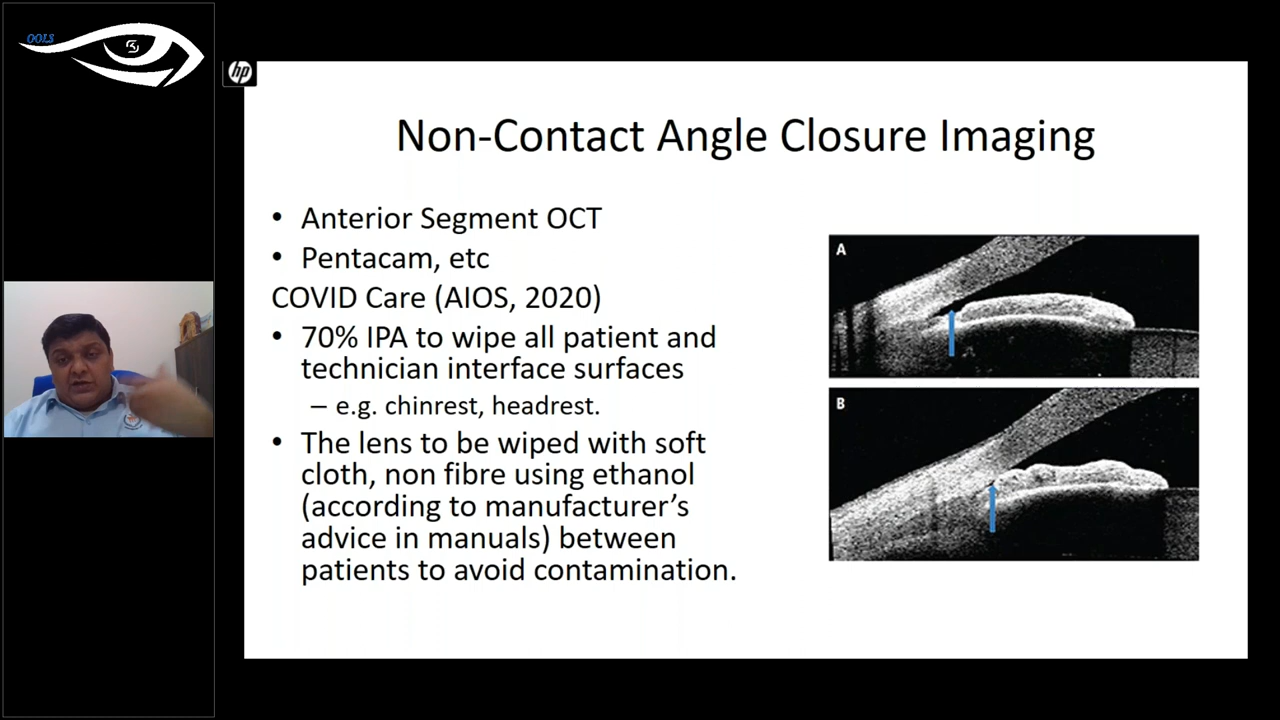 OOLS
hp
Non-Contact Angle Closure Imaging
• Anterior Segment OCT
• Pentacam, etc
COVID Care (AIOS, 2020)
• 70% IPA to wipe all patient and
technician interface surfaces
– e.g. chinrest, headrest.
• The lens to be wiped with soft
cloth, non fibre using ethanol
(according to manufacturer’s
advice in manuals) between
patients to avoid contamination.
A
B